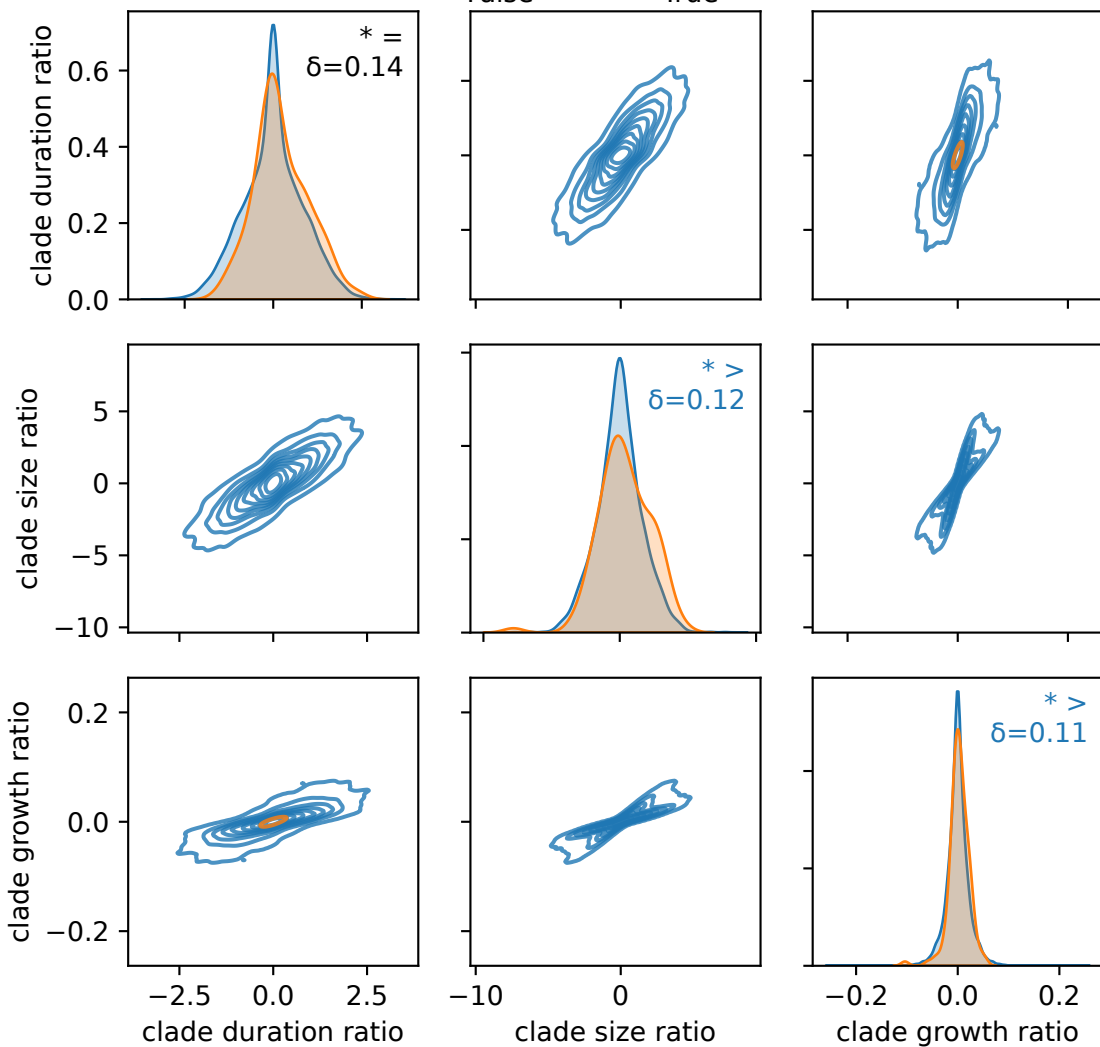 clade duration ratio
0.6
0.4
0.2
0.0
* =
δ=0.14
clade size ratio
5
0
−5
−10
* >
δ=0.12
clade growth ratio
0.2
0.0
−0.2
* >
δ=0.11
−2.5 0.0 2.5
−10 0
−0.2 0.0 0.2
clade duration ratio
clade size ratio
clade growth ratio